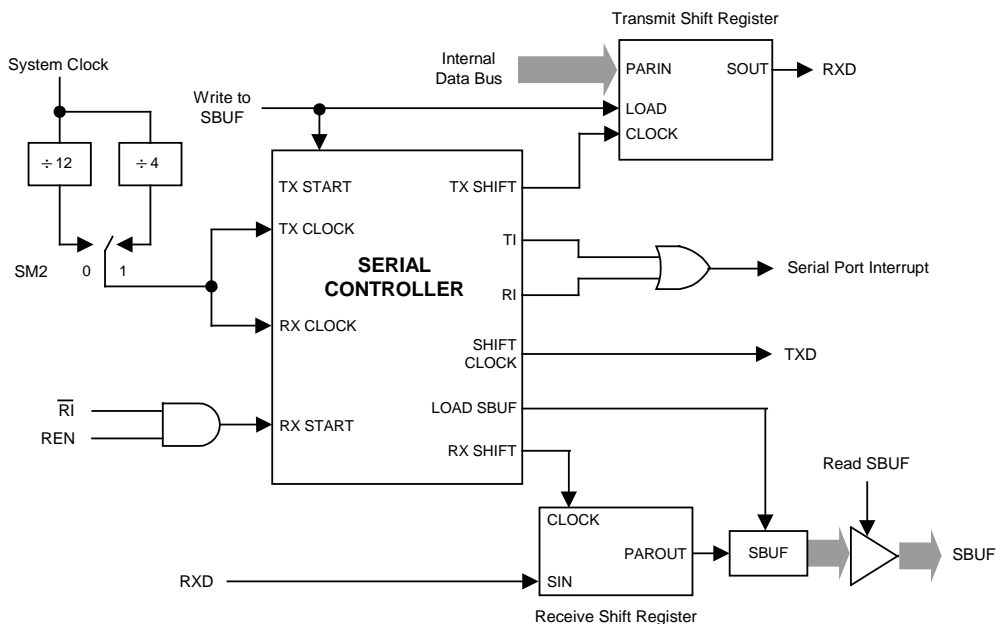 Transmit Shift Register
System Clock
Internal
Data Bus
PARIN
SOUT
RXD
Write to
SBUF
LOAD
CLOCK
÷ 12
÷ 4
TX START
TX SHIFT
TX CLOCK
TI
SM2
0
1
SERIAL
CONTROLLER
Serial Port Interrupt
RI
RX CLOCK
SHIFT
CLOCK
TXD
R̅I̅
REN
RX START
LOAD SBUF
RX SHIFT
Read SBUF
CLOCK
PAROUT
SBUF
SBUF
RXD
SIN
Receive Shift Register